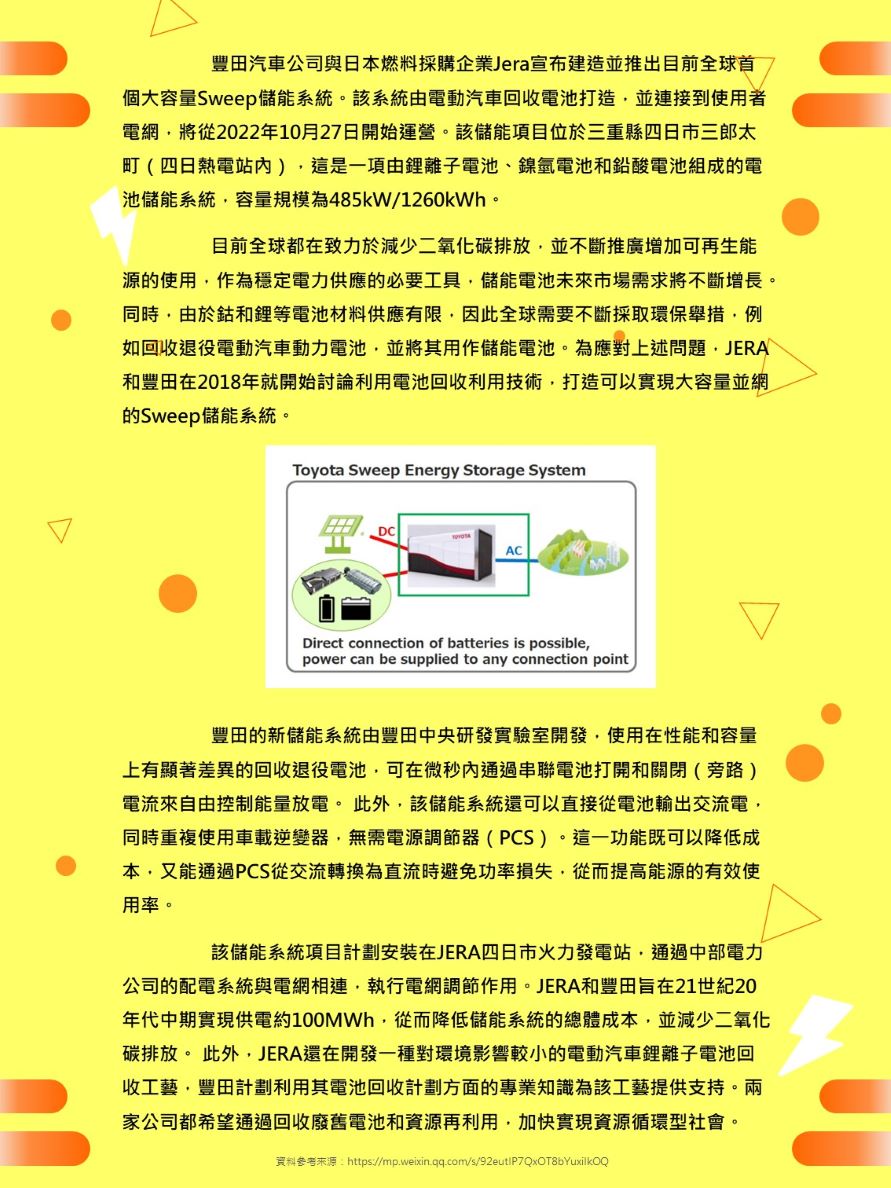 豐田汽車公司與日本燃料採購企業Jera宣布建造並推出目前全球首
個大容量Sweep儲能系統。該系統由電動汽車回收電池打造，並連接到使用者
電網，將從2022年10月27日開始運營。該儲能項目位於三重縣四日市三郎太
町（四日熱電站內），這是一項由鋰離子電池、鎳氫電池和鉛酸電池組成的電
池儲能系統，容量規模為485kW/1260kWh。
目前全球都在致力於減少二氧化碳排放，並不斷推廣增加可再生能
源的使用，作為穩定電力供應的必要工具，儲能電池未來市場需求將不斷增長。
同時，由於鈷和鋰等電池材料供應有限，因此全球需要不斷採取環保舉措，例
如回收退役電動汽車動力電池，並將其用作儲能電池。為應對上述問題，JERA
和豐田在2018年就開始討論利用電池回收利用技術，打造可以實現大容量並網
的Sweep儲能系統。
Toyota Sweep Energy Storage System
DC
TOYOTA
AC
Direct connection of batteries is possible,
power can be supplied to any connection point
豐田的新儲能系統由豐田中央研發實驗室開發，使用在性能和容量
上有顯著差異的回收退役電池，可在微秒內通過串聯電池打開和關閉（旁路）
電流來自由控制能量放電。 此外，該儲能系統還可以直接從電池輸出交流電，
同時重複使用車載逆變器，無需電源調節器（PCS）。這一功能既可以降低成
本，又能通過PCS從交流轉換為直流時避免功率損失，從而提高能源的有效使
用率。
該儲能系統項目計劃安裝在JERA四日市火力發電站，通過中部電力
公司的配電系統與電網相連，執行電網調節作用。JERA和豐田旨在21世紀20
年代中期實現供電約100MWh，從而降低儲能系統的總體成本，並減少二氧化
碳排放。 此外，JERA還在開發一種對環境影響較小的電動汽車鋰離子電池回
收工藝，豐田計劃利用其電池回收計劃方面的專業知識為該工藝提供支持。兩
家公司都希望通過回收廢舊電池和資源再利用，加快實現資源循環型社會。
資料參考來源：https://mp.weixin.qq.com/s/92eutIP7QxOT8bYuxiIkOQ